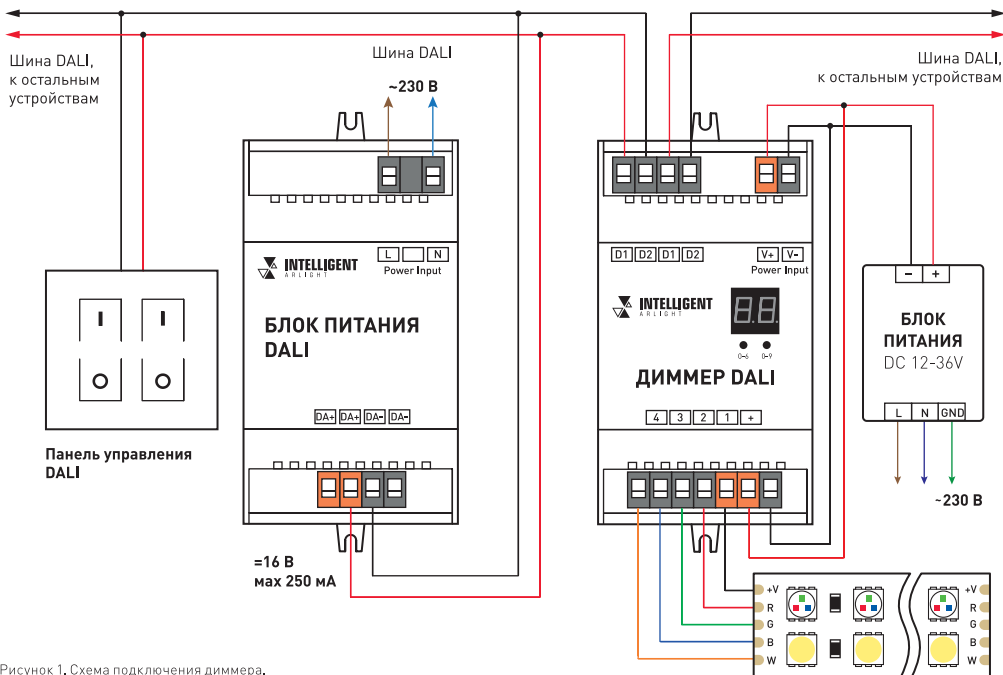 Шина DALI,
к остальным
устройствам
Шина DALI
~230 В
Шина DALI,
к остальным устройствам
L N
Power Input
INTELLIGENT
ARLIGHT
БЛОК ПИТАНИЯ
DALI
DA+ DA+ DA- DA-
=16 В
мах 250 мА
Панель управления
DALI
D1 D2 D1 D2
V+ V-
Power Input
INTELLIGENT
ARLIGHT
8.8.
0-6 0-9
ДИММЕР DALI
4 3 2 1 +
- +
БЛОК
ПИТАНИЯ
DC 12-36V
L N GND
~230 В
+V +V
R R
G G
B B
W W
Рисунок 1. Схема подключения диммера.